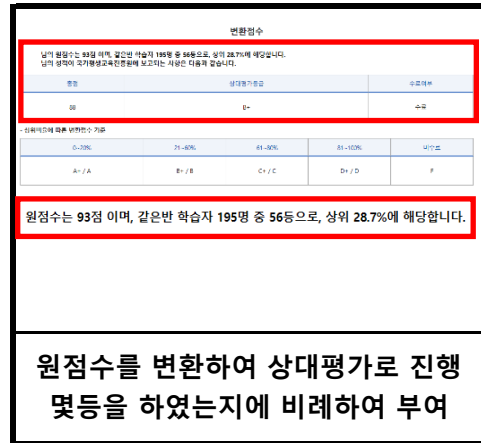 변환점수
님의 원점수는 93점 이며, 같은반 학습자 195명 중 56등으로, 상위 28.7%에 해당합니다.
님의 성적이 국가평생교육진흥원에 보고되는 사항은 다음과 같습니다.
총점 상대평가등급 수료여부
88 B+ 수료
- 상위비율에 따른 변환점수 기준
0~20% 21~60% 61~80% 81~100% 미수료
A+ / A B+ / B C+ / C D+ / D F
원점수는 93점 이며, 같은반 학습자 195명 중 56등으로, 상위 28.7%에 해당합니다.
원점수를 변환하여 상대평가로 진행
몇등을 하였는지에 비례하여 부여